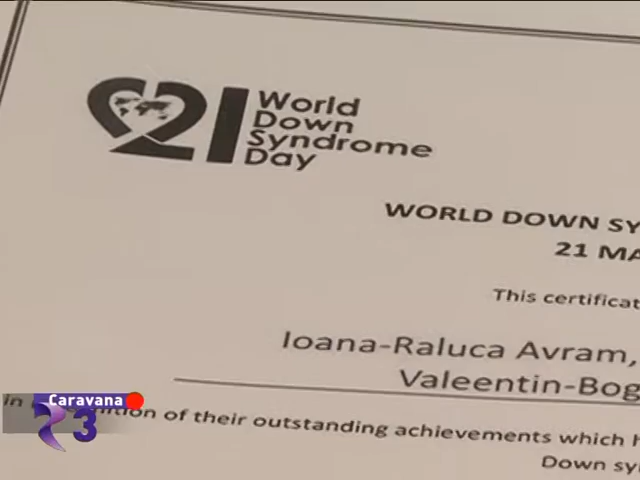 21 World
Down
Syndrome
Day
WORLD DOWN SY
21 MA
This certificat
Ioana-Raluca Avram,
Valeentin-Bog
in of their outstanding achievements which h
Down sy
Caravana
3